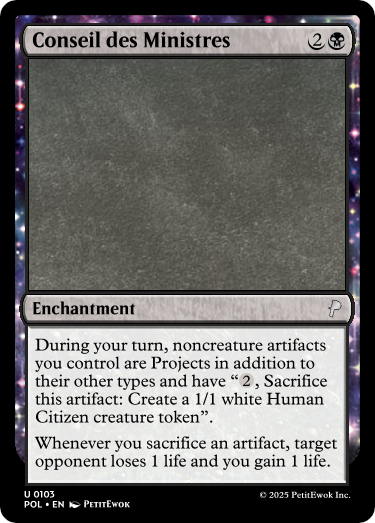 Conseil des Ministres 2
Enchantment
During your turn, noncreature artifacts
you control are Projects in addition to
their other types and have “2, Sacrifice
this artifact: Create a 1/1 white Human
Citizen creature token”.
Whenever you sacrifice an artifact, target
opponent loses 1 life and you gain 1 life.
U 0103
POL • EN PetitEwok
© 2025 PetitEwok Inc.